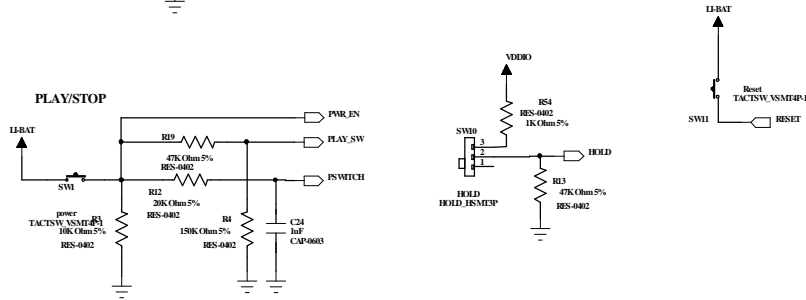 LI-BAT
VDDIO
PLAY/STOP
R54
RES-0402
1K Ohm 5%
Reset
TACTSW_VSMT4P-1
PWR_EN
LI-BAT
R19
PLAY_SW
SW10
SW11
RESET
3
2
1
HOLD
47K Ohm 5%
RES-0402
PSWITCH
SW1
R12
20K Ohm 5%
RES-0402
R13
47K Ohm 5%
RES-0402
HOLD
HOLD_HSMT3P
power
TACTSW_VSMT4P-1
R3
10K Ohm 5%
RES-0402
R4
150K Ohm 5%
RES-0402
C24
1uF
CAP-0603